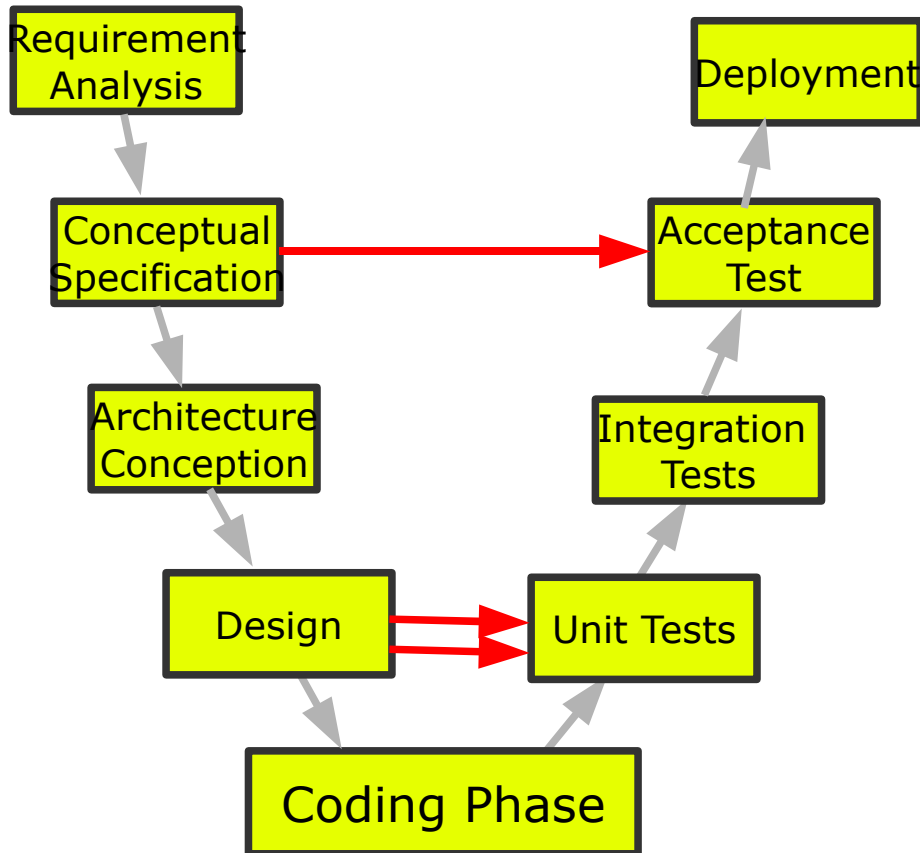 Requirement
Analysis
Deployment
Conceptual
Specification
Acceptance
Test
Architecture
Conception
Integration
Tests
Design
Unit Tests
Coding Phase